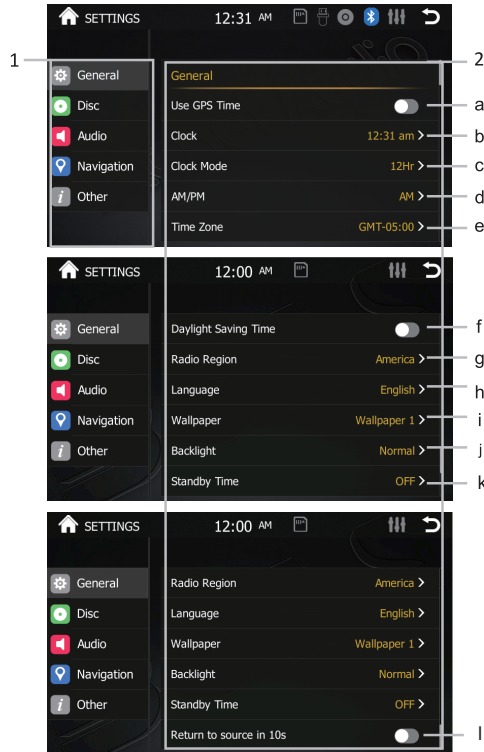 SETTINGS 12:31 AM
1
2
General
Disc
Audio
Navigation
i Other
General
Use GPS Time a
Clock 12:31 am > b
Clock Mode 12Hr > c
AM/PM AM > d
Time Zone GMT-05:00 > e
SETTINGS 12:00 AM
General
Disc
Audio
Navigation
i Other
Daylight Saving Time f
Radio Region America > g
Language English > h
Wallpaper Wallpaper 1 > i
Backlight Normal > j
Standby Time OFF > k
SETTINGS 12:00 AM
General
Disc
Audio
Navigation
i Other
Radio Region America >
Language English >
Wallpaper Wallpaper 1 >
Backlight Normal >
Standby Time OFF >
Return to source in 10s l